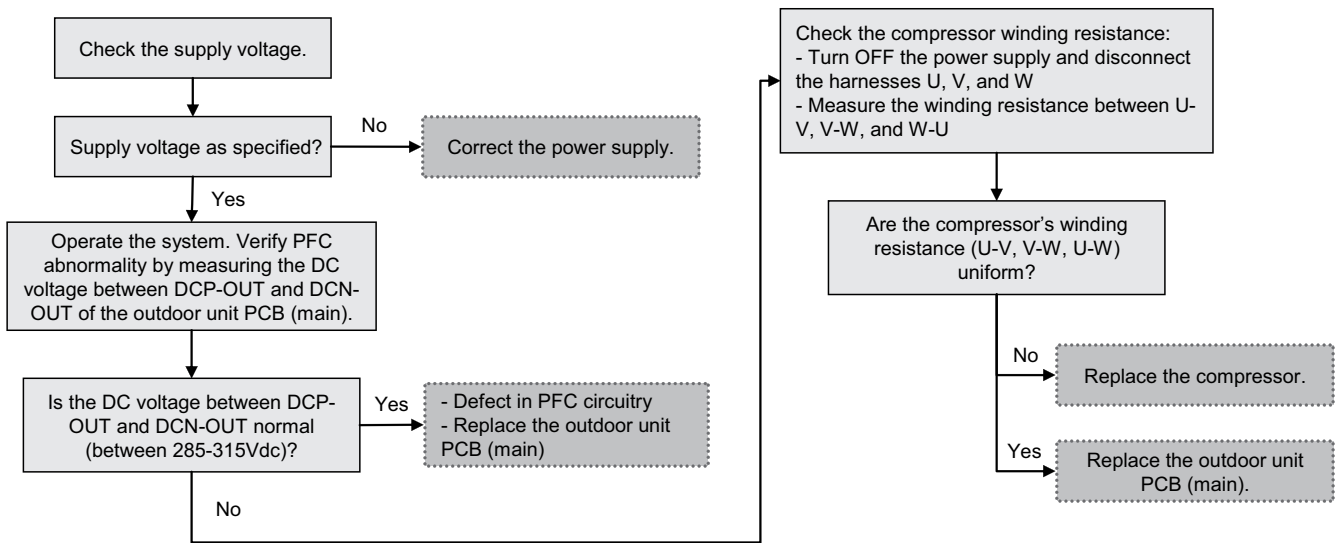 Check the supply voltage.
Supply voltage as specified?
No
Correct the power supply.
Yes
Operate the system. Verify PFC
abnormality by measuring the DC
voltage between DCP-OUT and DCN-
OUT of the outdoor unit PCB (main).
Is the DC voltage between DCP-
OUT and DCN-OUT normal
(between 285-315Vdc)?
Yes
- Defect in PFC circuitry
- Replace the outdoor unit
PCB (main)
No
Check the compressor winding resistance:
- Turn OFF the power supply and disconnect
the harnesses U, V, and W
- Measure the winding resistance between U-
V, V-W, and W-U
Are the compressor’s winding
resistance (U-V, V-W, U-W)
uniform?
No
Replace the compressor.
Yes
Replace the outdoor unit
PCB (main).